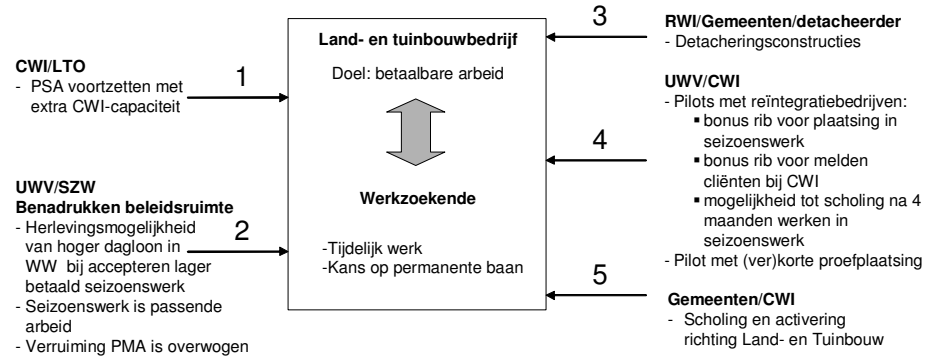 CWI/LTO
- PSA voortzetten met
extra CWI-capaciteit
1
UWV/SZW
Benadrukken beleidsruimte
- Herlevingsmogelijkheid
van hoger dagloon in
WW bij accepteren lager
betaald seizoenswerk
- Seizoenswerk is passende
arbeid
- Verruiming PMA is overwogen
2
Land- en tuinbouwbedrijf
Doel: betaalbare arbeid
Werkzoekende
-Tijdelijk werk
-Kans op permanente baan
3
RWI/Gemeenten/detacheerder
- Detacheringsconstructies
4
UWV/CWI
- Pilots met reïntegratiebedrijven:
▪ bonus rib voor plaatsing in
seizoenswerk
▪ bonus rib voor melden
cliënten bij CWI
▪ mogelijkheid tot scholing na 4
maanden werken in
seizoenswerk
- Pilot met (ver)korte proefplaatsing
5
Gemeenten/CWI
- Scholing en activering
richting Land- en Tuinbouw